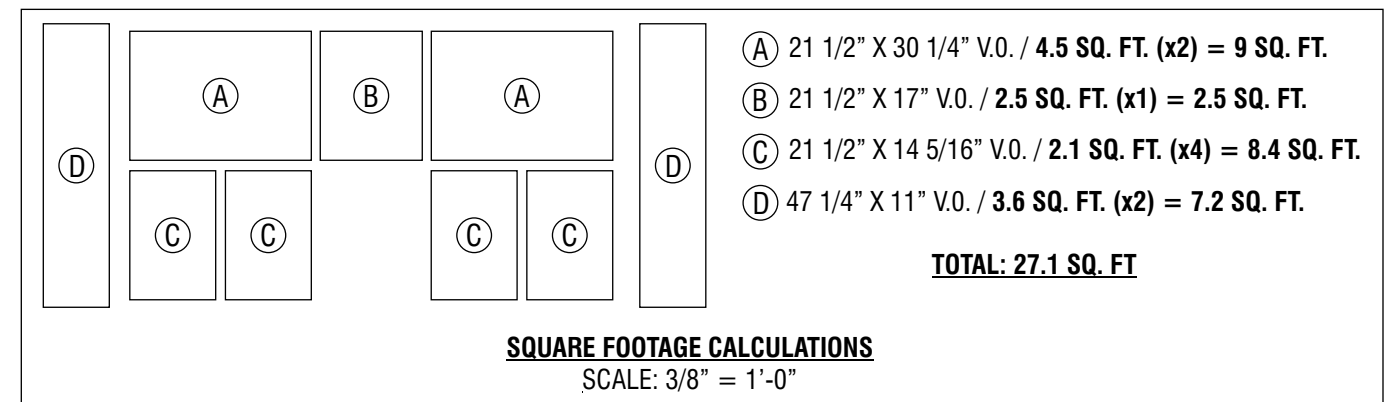 A B A
D D
C C C C
A 21 1/2” X 30 1/4” V.O. / 4.5 SQ. FT. (x2) = 9 SQ. FT.
B 21 1/2” X 17” V.O. / 2.5 SQ. FT. (x1) = 2.5 SQ. FT.
C 21 1/2” X 14 5/16” V.O. / 2.1 SQ. FT. (x4) = 8.4 SQ. FT.
D 47 1/4” X 11” V.O. / 3.6 SQ. FT. (x2) = 7.2 SQ. FT.
TOTAL: 27.1 SQ. FT
SQUARE FOOTAGE CALCULATIONS
SCALE: 3/8” = 1’-0”